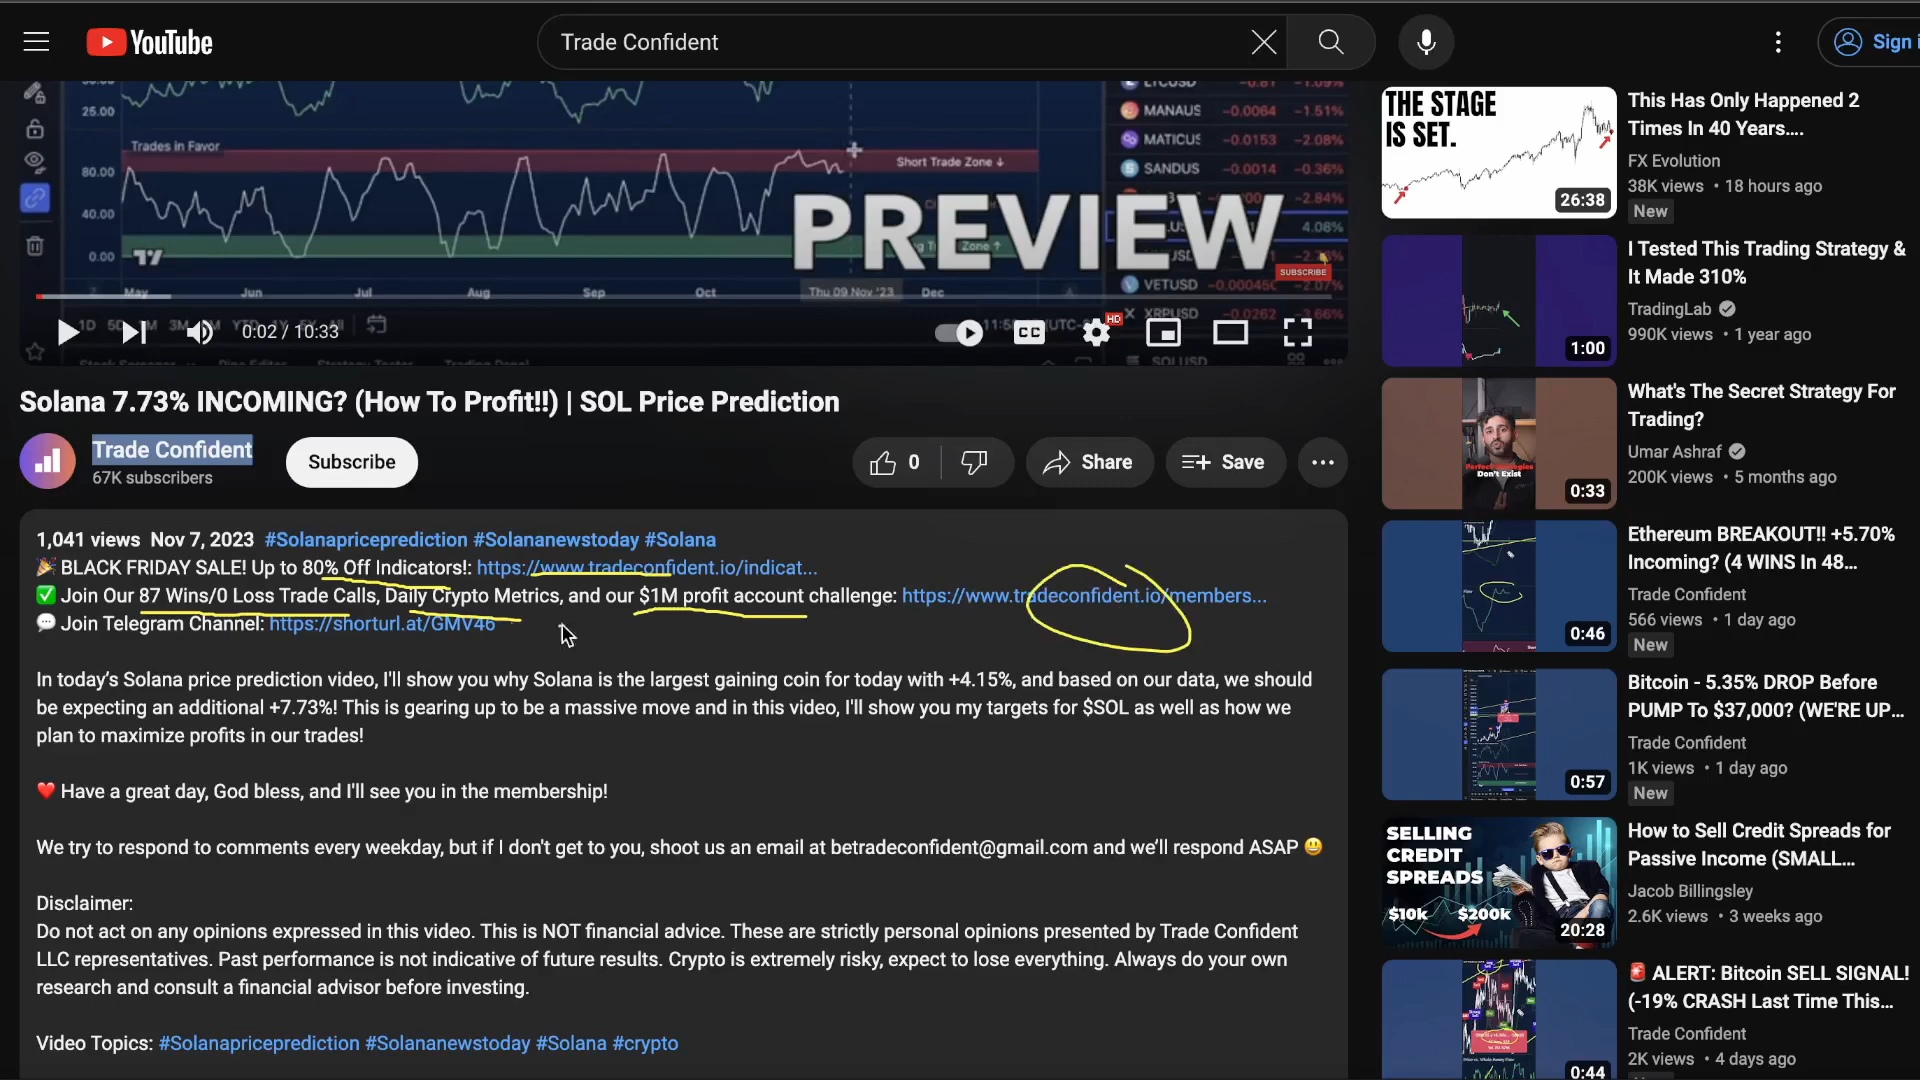 YouTube
Trade Confident
Sign i
25.00
Trades in Favor
80.00
Short Trade Zone ↓
40.00
0.00
May Jun Jul Aug Sep Oct Thu 09 Nov '23 Dec
MANAUS -0.0064 -1.51%
MATICUS -0.0153 -2.08%
SANDUS -0.0014 -0.36%
-2.84%
4.08%
VETUSD -0.000450 -2.07%
XRPUSD -0.0262 -3.66%
SOLUSD
PREVIEW
SUBSCRIBE
0:02 / 10:33
CC
HD
Solana 7.73% INCOMING? (How To Profit!!) | SOL Price Prediction
Trade Confident
67K subscribers
Subscribe
0
Share
Save
1,041 views Nov 7, 2023 #Solanapriceprediction #Solananewstoday #Solana
🎉 BLACK FRIDAY SALE! Up to 80% Off Indicators!: https://www.tradeconfident.io/indicat...
✅ Join Our 87 Wins/0 Loss Trade Calls, Daily Crypto Metrics, and our $1M profit account challenge: https://www.tradeconfident.io/members...
💬 Join Telegram Channel: https://shorturl.at/GMV46
In today's Solana price prediction video, I'll show you why Solana is the largest gaining coin for today with +4.15%, and based on our data, we should
be expecting an additional +7.73%! This is gearing up to be a massive move and in this video, I'll show you my targets for $SOL as well as how we
plan to maximize profits in our trades!
❤️ Have a great day, God bless, and I'll see you in the membership!
We try to respond to comments every weekday, but if I don't get to you, shoot us an email at betradeconfident@gmail.com and we'll respond ASAP 😃
Disclaimer:
Do not act on any opinions expressed in this video. This is NOT financial advice. These are strictly personal opinions presented by Trade Confident
LLC representatives. Past performance is not indicative of future results. Crypto is extremely risky, expect to lose everything. Always do your own
research and consult a financial advisor before investing.
Video Topics: #Solanapriceprediction #Solananewstoday #Solana #crypto
THE STAGE
IS SET.
26:38
This Has Only Happened 2
Times In 40 Years....
FX Evolution
38K views • 18 hours ago
New
1:00
I Tested This Trading Strategy &
It Made 310%
TradingLab
990K views • 1 year ago
Don't Exist
0:33
What's The Secret Strategy For
Trading?
Umar Ashraf
200K views • 5 months ago
0:46
Ethereum BREAKOUT!! +5.70%
Incoming? (4 WINS In 48...
Trade Confident
566 views • 1 day ago
New
0:57
Bitcoin - 5.35% DROP Before
PUMP To $37,000? (WE'RE UP...
Trade Confident
1K views • 1 day ago
New
SELLING
CREDIT
SPREADS
$10k $200k
20:28
How to Sell Credit Spreads for
Passive Income (SMALL...
Jacob Billingsley
2.6K views • 3 weeks ago
0:44
🚨 ALERT: Bitcoin SELL SIGNAL!
(-19% CRASH Last Time This...
Trade Confident
2K views • 4 days ago